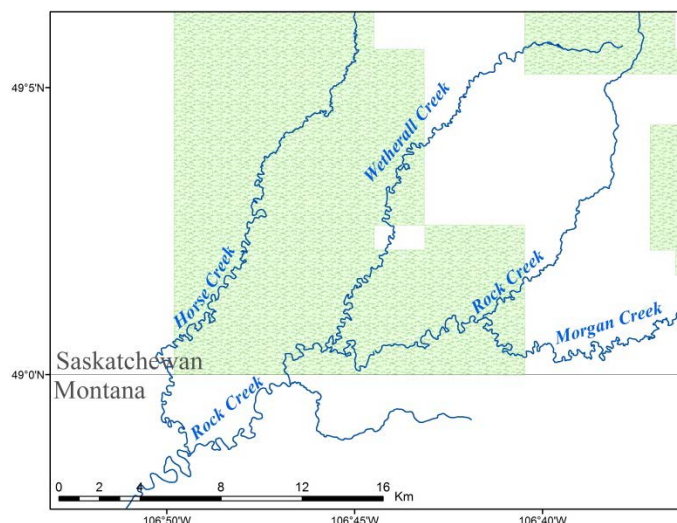 49°5'N
Wetherall Creek
Horse Creek
Rock Creek
Morgan Creek
Saskatchewan
49°0'N
Montana
Rock Creek
0 1 2 4 8 12 16
Km
106°50'W 106°45'W 106°40'W